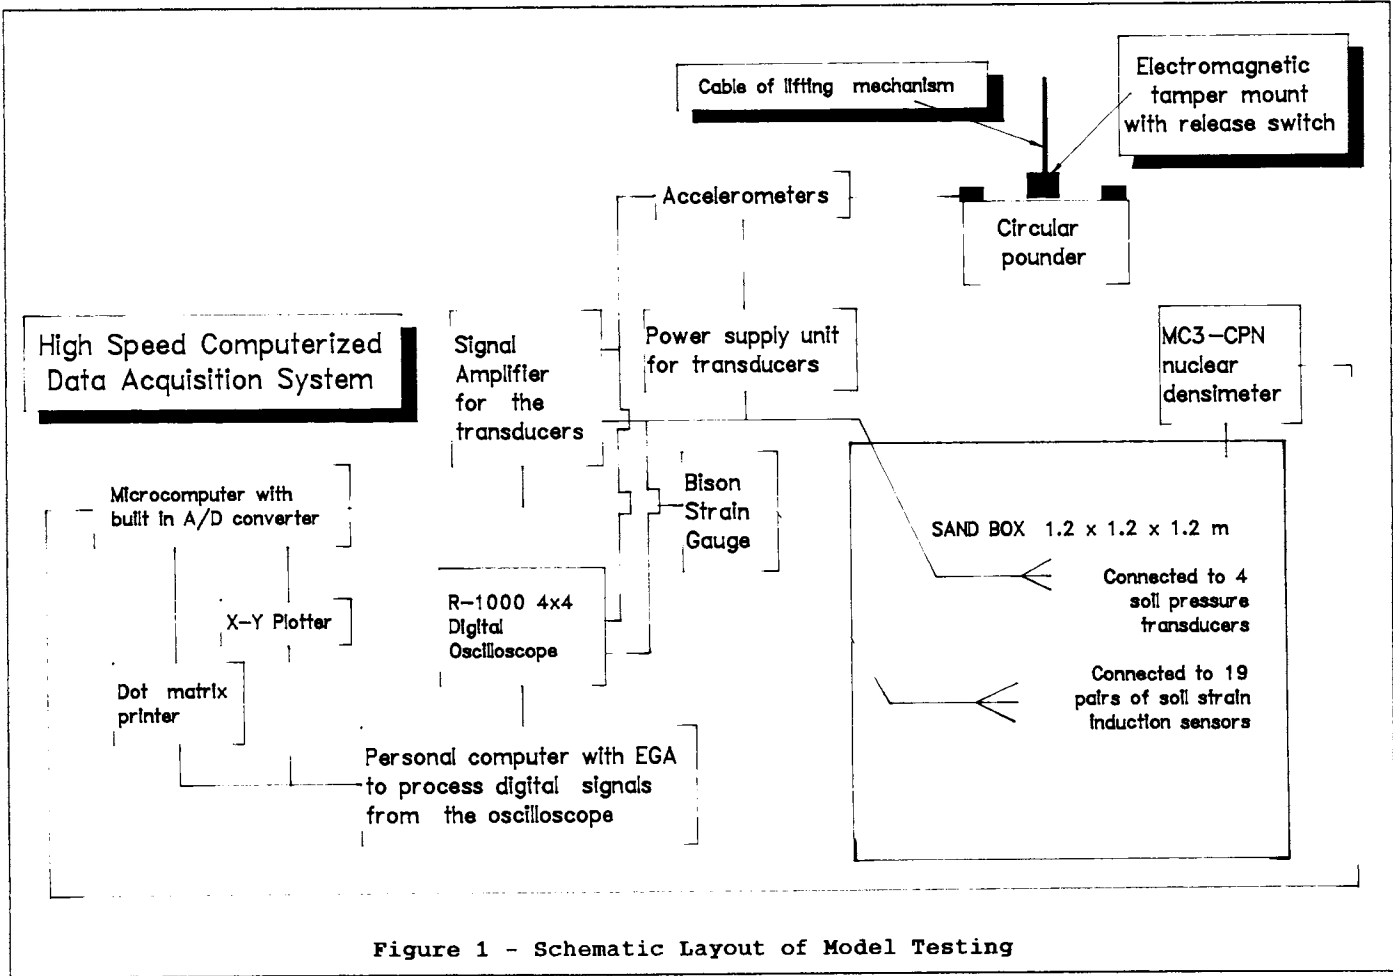 Cable of lifting mechanism
Electromagnetic
tamper mount
with release switch
Accelerometers
Circular
pounder
High Speed Computerized
Data Acquisition System
Signal
Amplifier
for the
transducers
Power supply unit
for transducers
MC3-CPN
nuclear
densimeter
Microcomputer with
built in A/D converter
Bison
Strain
Gauge
SAND BOX 1.2 x 1.2 x 1.2 m
Connected to 4
soil pressure
transducers
X-Y Plotter
R-1000 4x4
Digital
Oscilloscope
Dot matrix
printer
Connected to 19
pairs of soil strain
induction sensors
Personal computer with EGA
to process digital signals
from the oscilloscope
Figure 1 - Schematic Layout of Model Testing